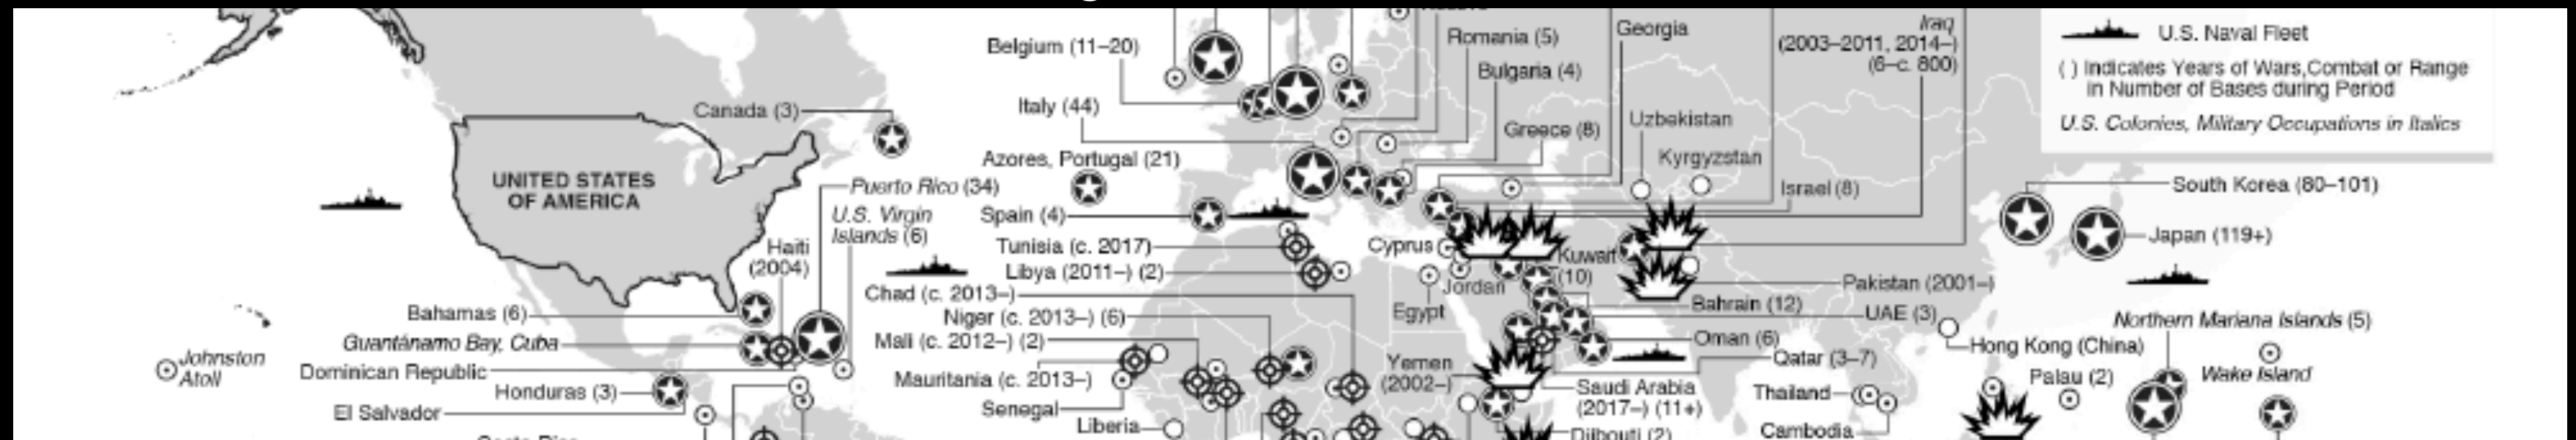 Belgium (11–20)
Italy (44)
Azores, Portugal (21)
Spain (4)
Tunisia (c. 2017)
Libya (2011–) (2)
Chad (c. 2013–)
Niger (c. 2013–) (6)
Mali (c. 2012–) (2)
Mauritania (c. 2013–)
Senegal
Liberia
Canada (3)
UNITED STATES
OF AMERICA
Puerto Rico (34)
U.S. Virgin
Islands (6)
Haiti
(2004)
Bahamas (6)
Guantánamo Bay, Cuba
Dominican Republic
Honduras (3)
El Salvador
Johnston
Atoll
Romania (5)
Bulgaria (4)
Greece (8)
Georgia
Uzbekistan
Kyrgyzstan
Iraq
(2003–2011, 2014–)
(6–c. 800)
Israel (8)
Cyprus
Jordan
Egypt
Kuwait
(10)
Yemen
(2002–)
Pakistan (2001–)
Bahrain (12)
UAE (3)
Oman (6)
Qatar (3–7)
Saudi Arabia
(2017–) (11+)
Djibouti (2)
Thailand
Cambodia
Hong Kong (China)
Palau (2)
Northern Mariana Islands (5)
Wake Island
South Korea (80–101)
Japan (119+)
U.S. Naval Fleet
( ) Indicates Years of Wars,Combat or Range
in Number of Bases during Period
U.S. Colonies, Military Occupations in Italics